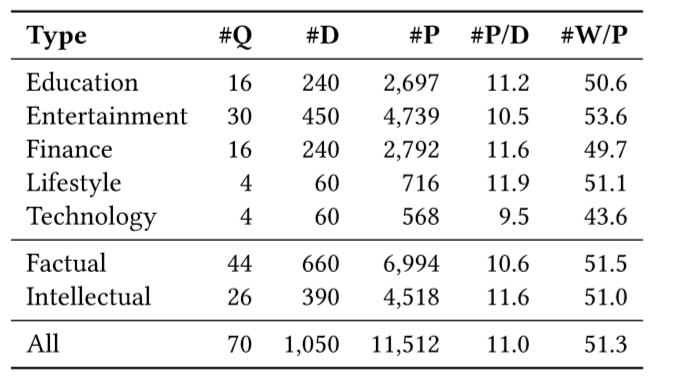 Type #Q #D #P #P/D #W/P
Education 16 240 2,697 11.2 50.6
Entertainment 30 450 4,739 10.5 53.6
Finance 16 240 2,792 11.6 49.7
Lifestyle 4 60 716 11.9 51.1
Technology 4 60 568 9.5 43.6
Factual 44 660 6,994 10.6 51.5
Intellectual 26 390 4,518 11.6 51.0
All 70 1,050 11,512 11.0 51.3